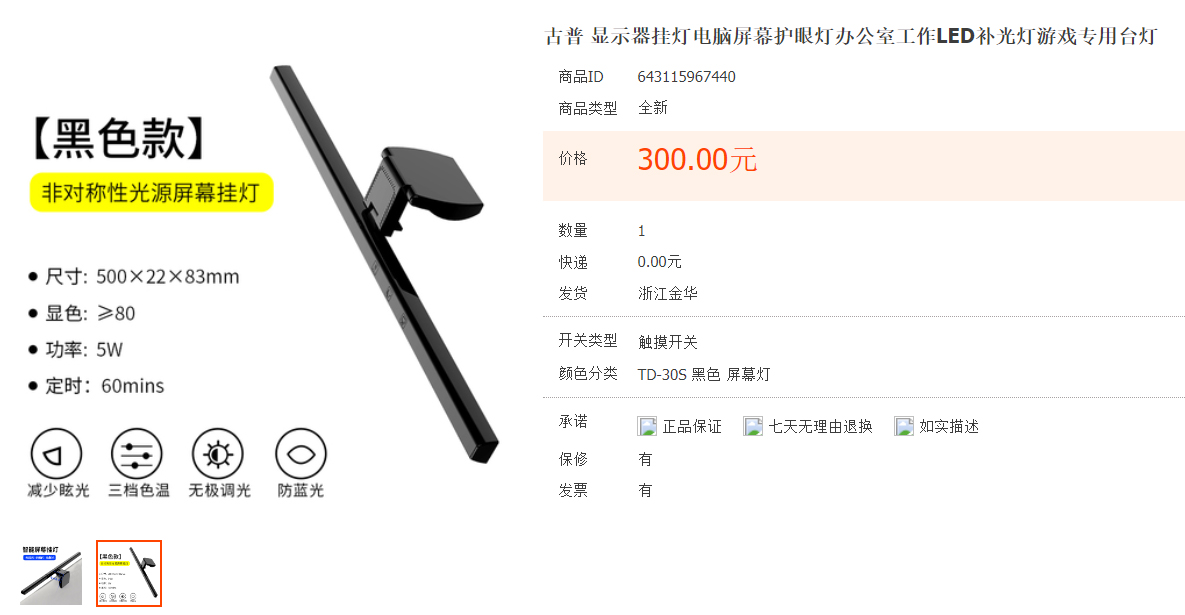 【黑色款】
非对称性光源屏幕挂灯
● 尺寸: 500×22×83mm
● 显色: ≥80
● 功率: 5W
● 定时: 60mins
减少眩光 三档色温 无极调光 防蓝光
智能屏幕挂灯
【黑色款】
古普 显示器挂灯电脑屏幕护眼灯办公室工作LED补光灯游戏专用台灯
商品ID 643115967440
商品类型 全新
价格 300.00元
数量 1
快递 0.00元
发货 浙江金华
开关类型 触摸开关
颜色分类 TD-30S 黑色 屏幕灯
承诺 正品保证 七天无理由退换 如实描述
保修 有
发票 有